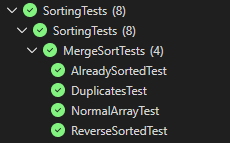 SortingTests (8)
SortingTests (8)
MergeSortTests (4)
AlreadySortedTest
DuplicatesTest
NormalArrayTest
ReverseSortedTest